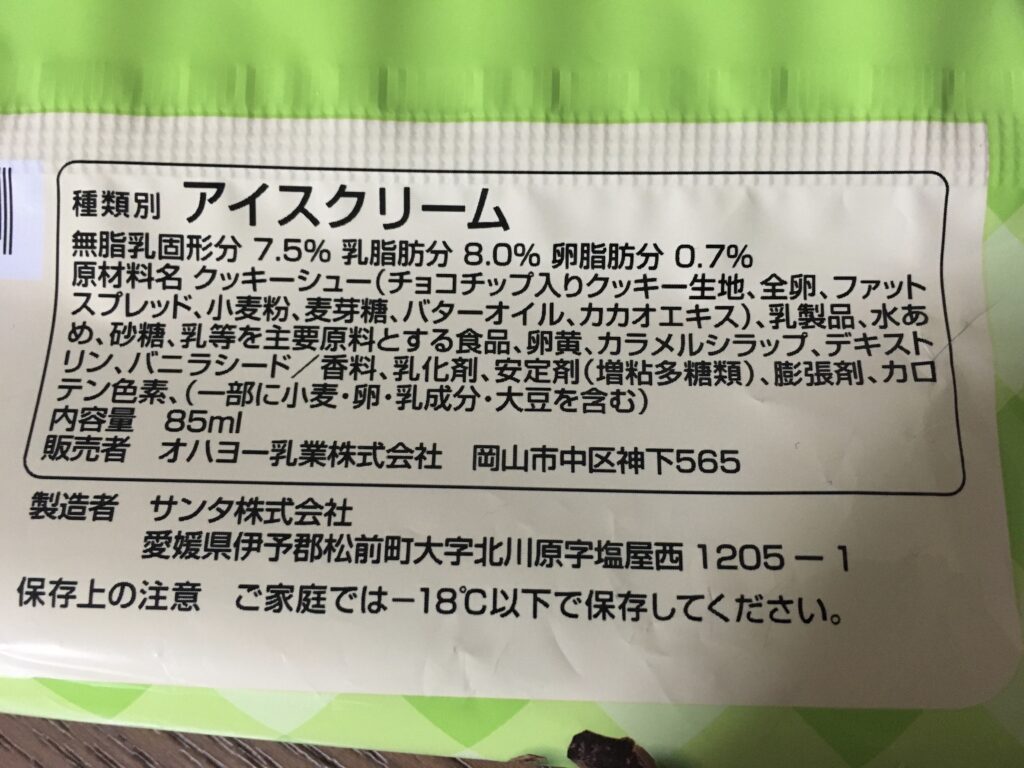 種類別 アイスクリーム
無脂乳固形分 7.5% 乳脂肪分 8.0% 卵脂肪分 0.7%
原材料名 クッキーシュー(チョコチップ入りクッキー生地、全卵、ファット
スプレッド、小麦粉、麦芽糖、バターオイル、カカオエキス)、乳製品、水あ
め、砂糖、乳等を主要原料とする食品、卵黄、カラメルシラップ、デキスト
リン、バニラシード/香料、乳化剤、安定剤(増粘多糖類)、膨張剤、カロ
テン色素、(一部に小麦・卵・乳成分・大豆を含む)
内容量 85ml
販売者 オハヨー乳業株式会社 岡山市中区神下565
製造者 サンタ株式会社
愛媛県伊予郡松前町大字北川原字塩屋西 1205-1
保存上の注意 ご家庭では-18℃以下で保存してください。